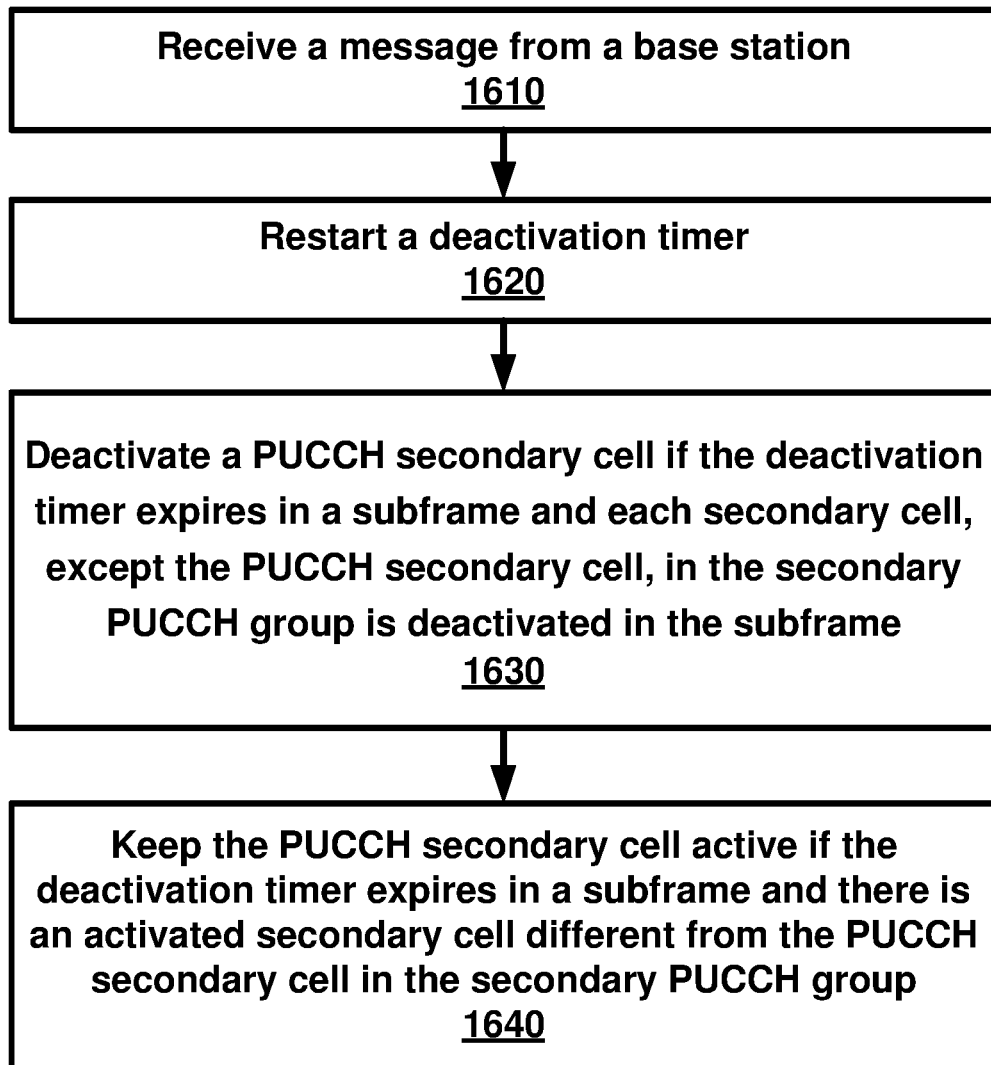 Receive a message from a base station
1610
Restart a deactivation timer
1620
Deactivate a PUCCH secondary cell if the deactivation
timer expires in a subframe and each secondary cell,
except the PUCCH secondary cell, in the secondary
PUCCH group is deactivated in the subframe
1630
Keep the PUCCH secondary cell active if the
deactivation timer expires in a subframe and there is
an activated secondary cell different from the PUCCH
secondary cell in the secondary PUCCH group
1640